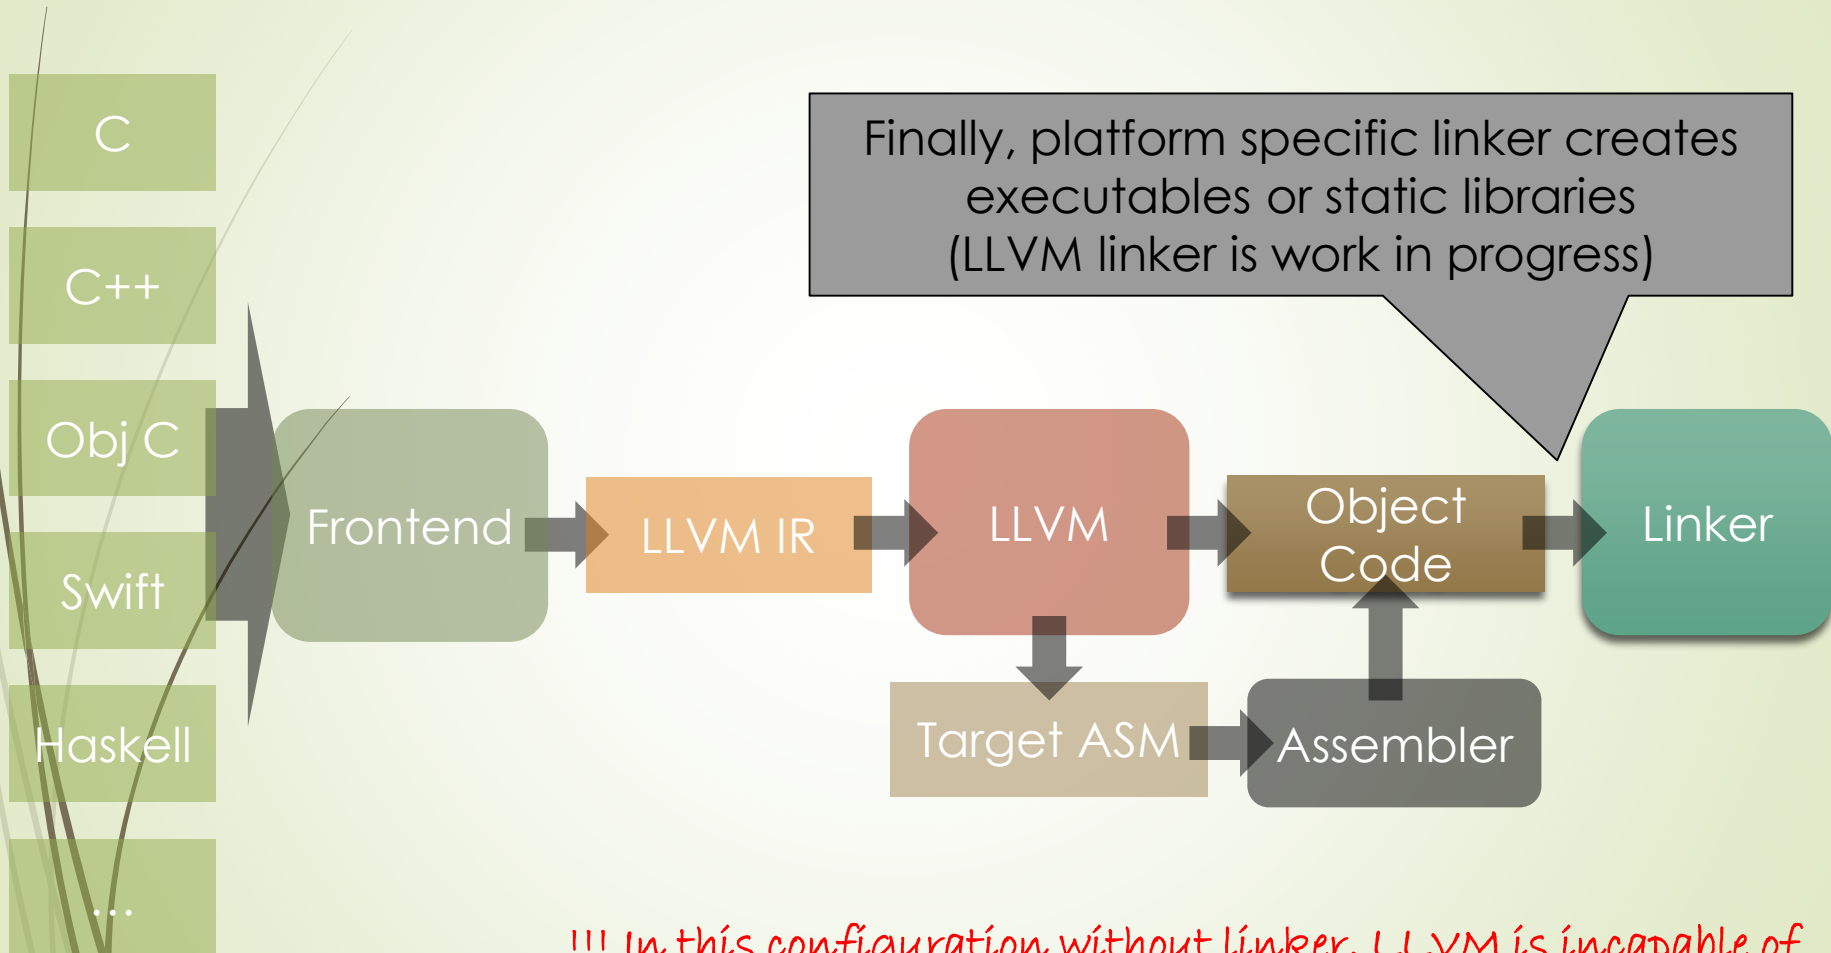 C
C++
Obj C
Swift
Haskell
...
Finally, platform specific linker creates
executables or static libraries
(LLVM linker is work in progress)
Frontend
LLVM IR
LLVM
Object
Code
Linker
Target ASM
Assembler
!!! In this configuration without linker, LLVM is incapable of